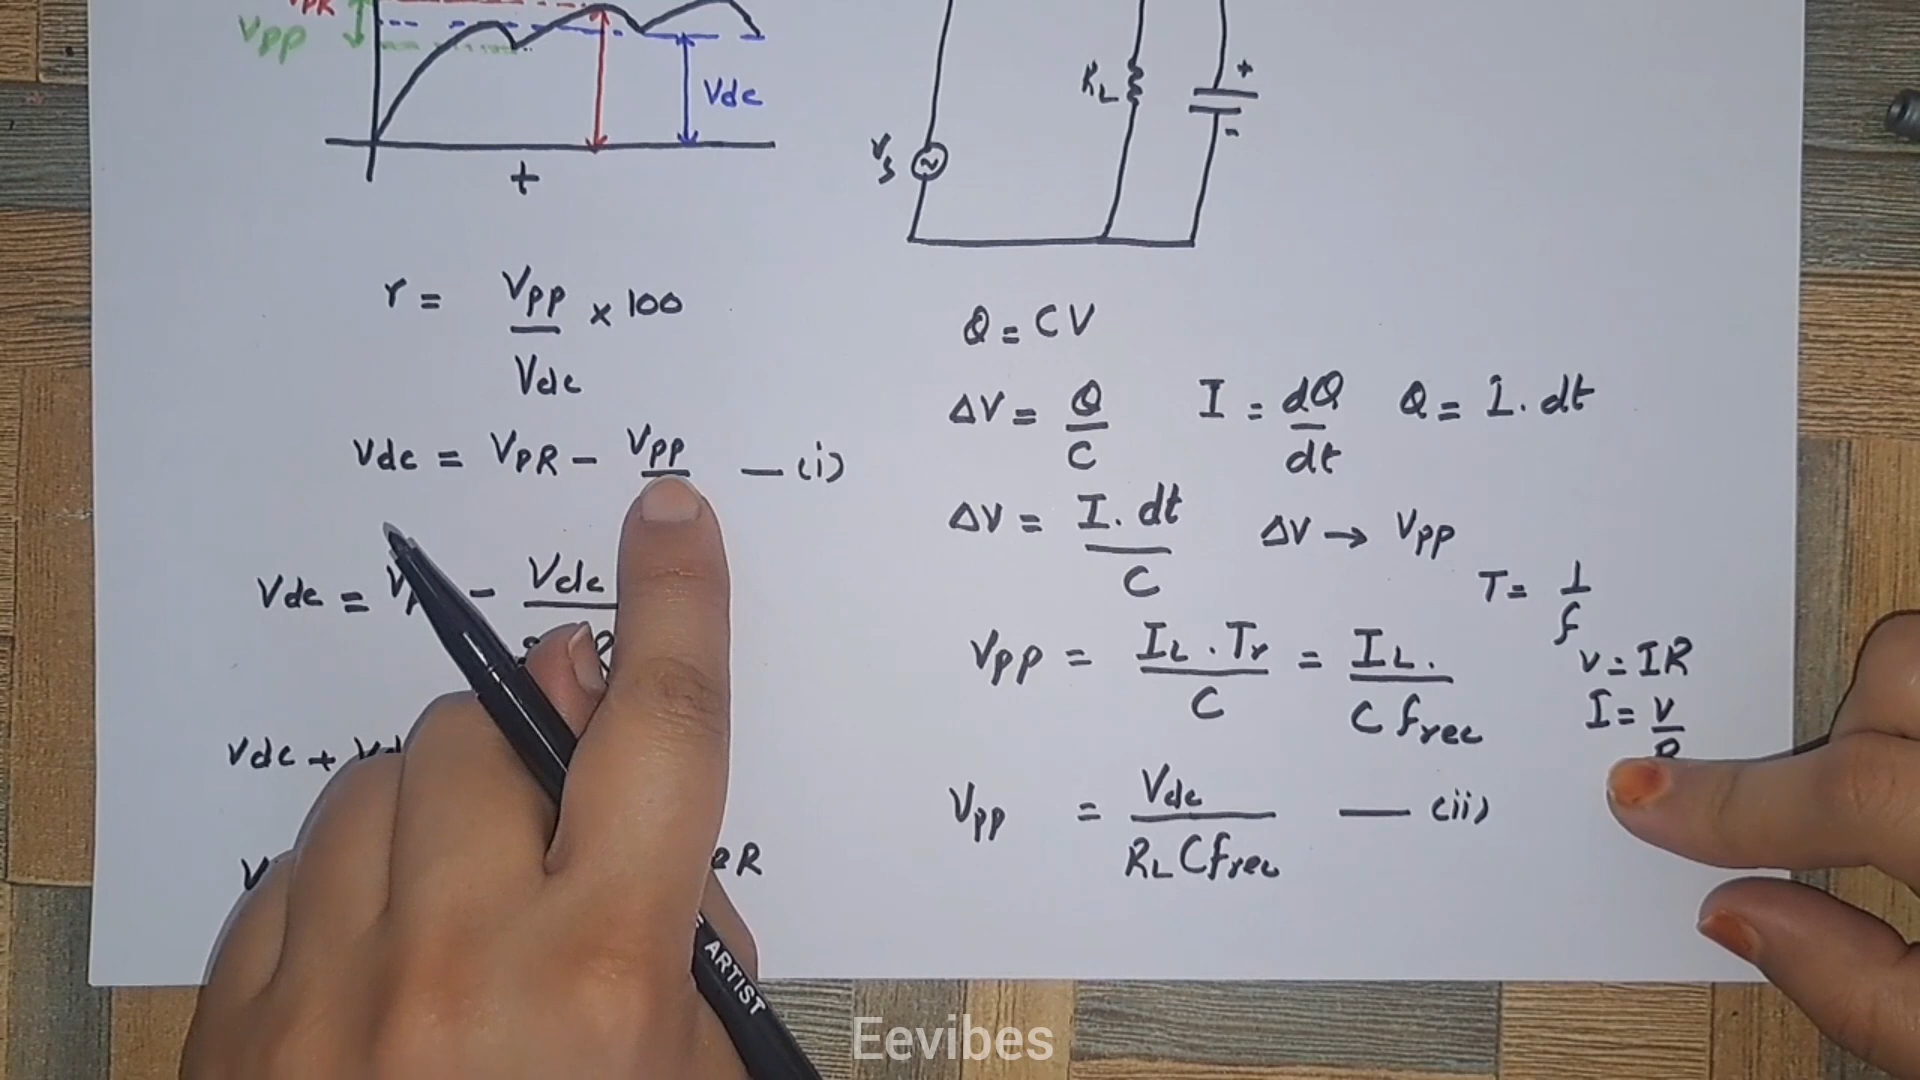 VPR
Vpp
Vdc
t
RL
+
-
Vs
~
r = Vpp / Vdc × 100
Vdc = VPR - Vpp — (i)
Vdc = - Vdc
Vdc +
R
Q = CV
ΔV = Q / C I = dQ / dt Q = I. dt
ΔV = I. dt / C ΔV → Vpp
T = 1 / f
Vpp = IL . Tr / C = IL. / C frec
V = IR
I = V
Vpp = Vdc / RL C frec — (ii)
ARTIST
Eevibes